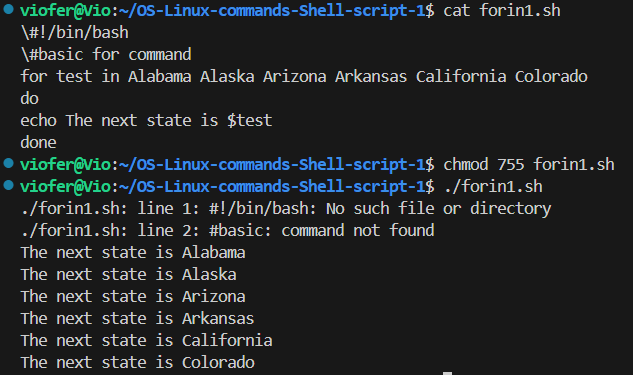 viofer@Vio:~/OS-Linux-commands-Shell-script-1$ cat forin1.sh
\#!/bin/bash
\#basic for command
for test in Alabama Alaska Arizona Arkansas California Colorado
do
echo The next state is $test
done
viofer@Vio:~/OS-Linux-commands-Shell-script-1$ chmod 755 forin1.sh
viofer@Vio:~/OS-Linux-commands-Shell-script-1$ ./forin1.sh
./forin1.sh: line 1: #!/bin/bash: No such file or directory
./forin1.sh: line 2: #basic: command not found
The next state is Alabama
The next state is Alaska
The next state is Arizona
The next state is Arkansas
The next state is California
The next state is Colorado